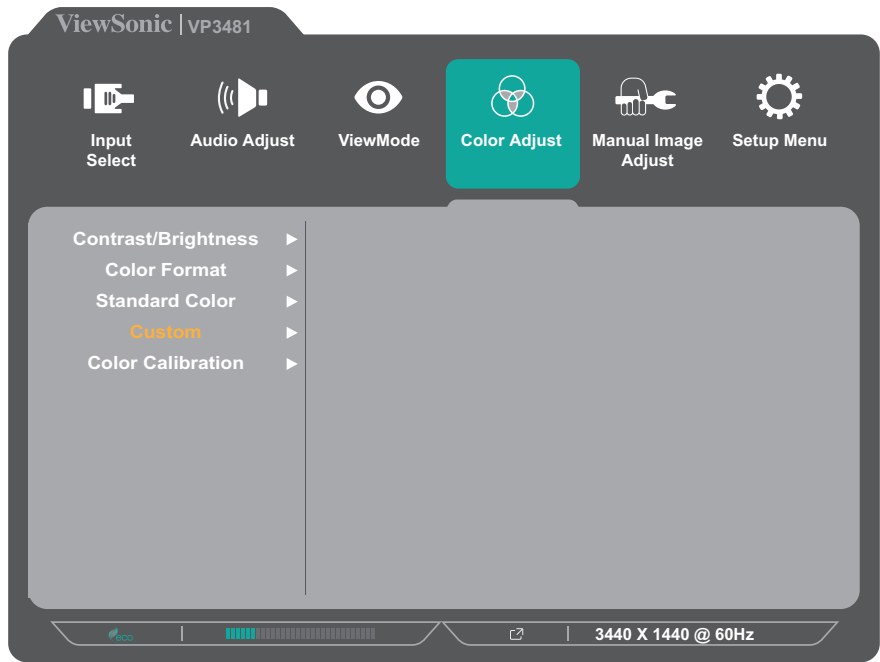 ViewSonic | VP3481
Input
Select
Audio Adjust
ViewMode
Color Adjust
Manual Image
Adjust
Setup Menu
Contrast/Brightness
Color Format
Standard Color
Custom
Color Calibration
eco
3440 X 1440 @ 60Hz